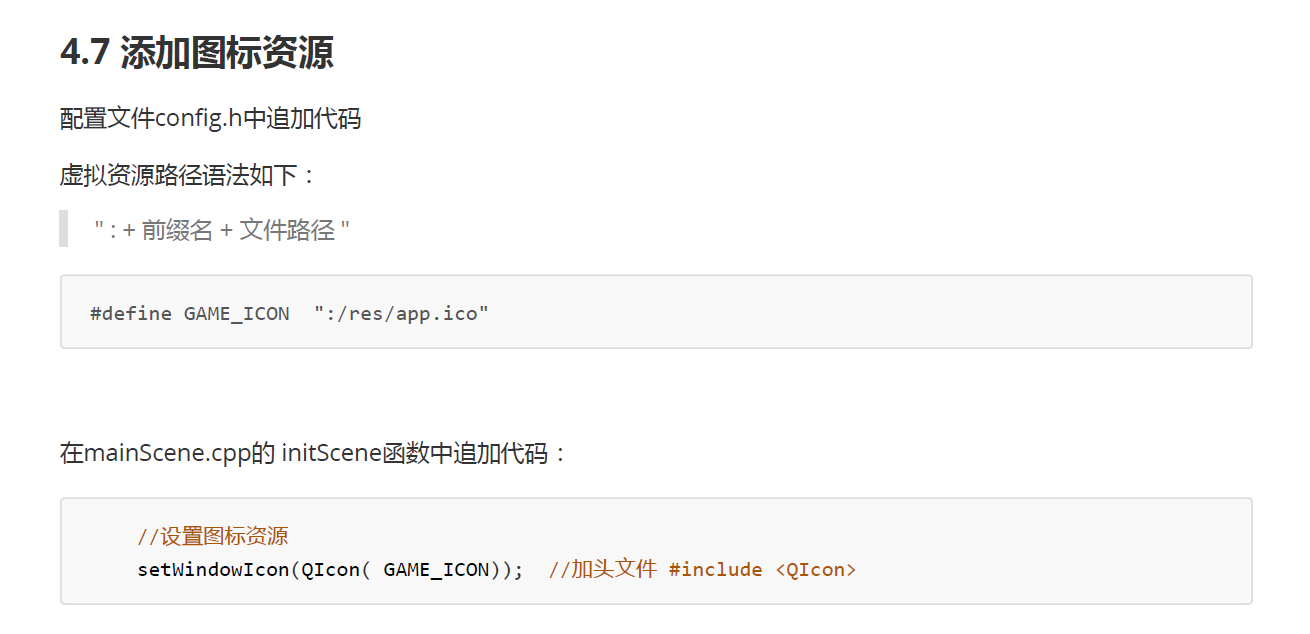 4.7 添加图标资源
配置文件config.h中追加代码
虚拟资源路径语法如下：
" : + 前缀名 + 文件路径 "
#define GAME_ICON  ":/res/app.ico"
在mainScene.cpp的 initScene函数中追加代码：
//设置图标资源
setWindowIcon(QIcon( GAME_ICON));  //加头文件 #include <QIcon>